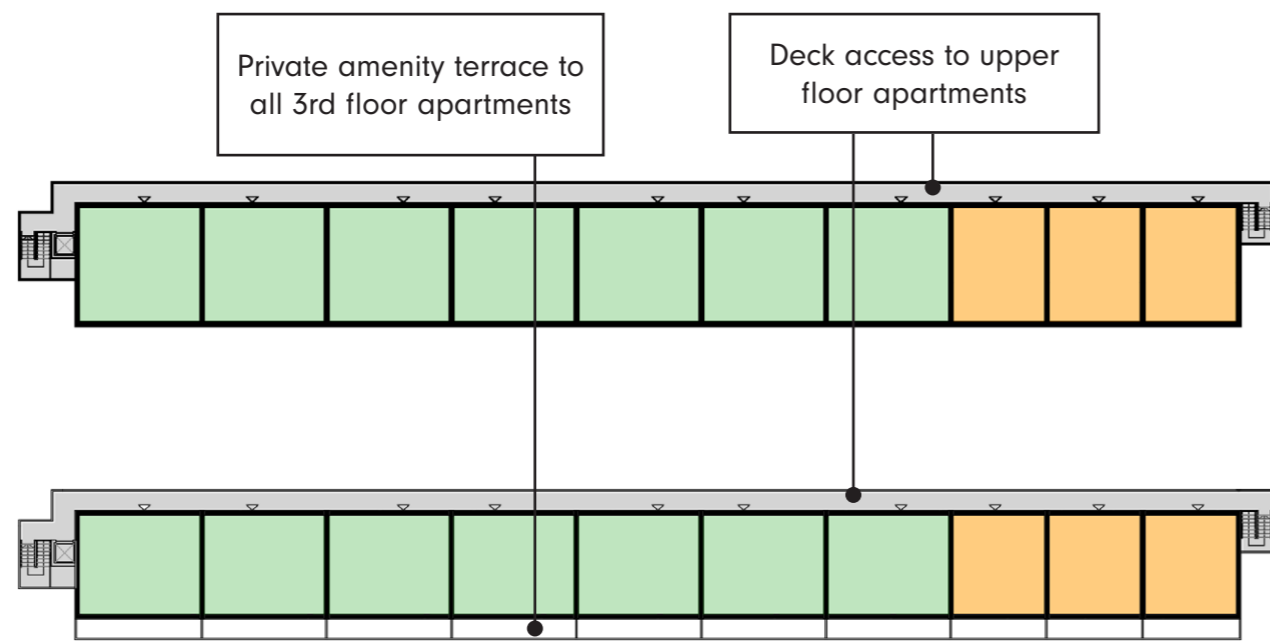 Private amenity terrace to
all 3rd floor apartments
Deck access to upper
floor apartments